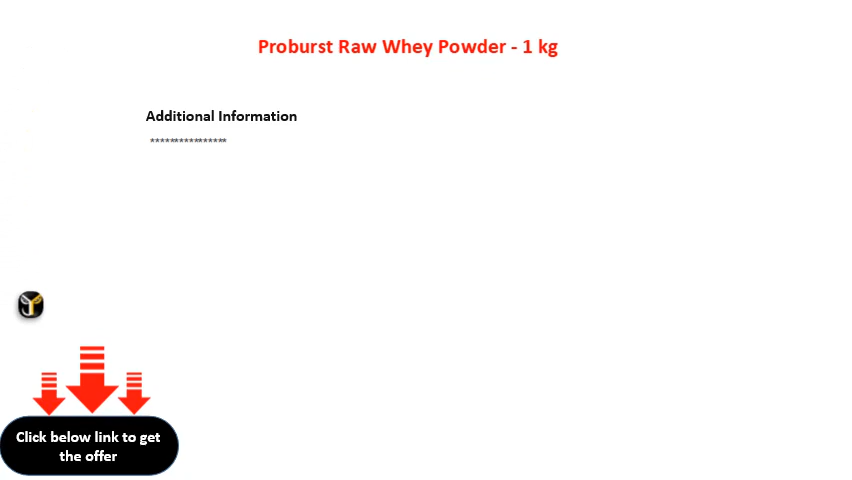 Proburst Raw Whey Powder - 1 kg
Additional Information
****************
Click below link to get
the offer